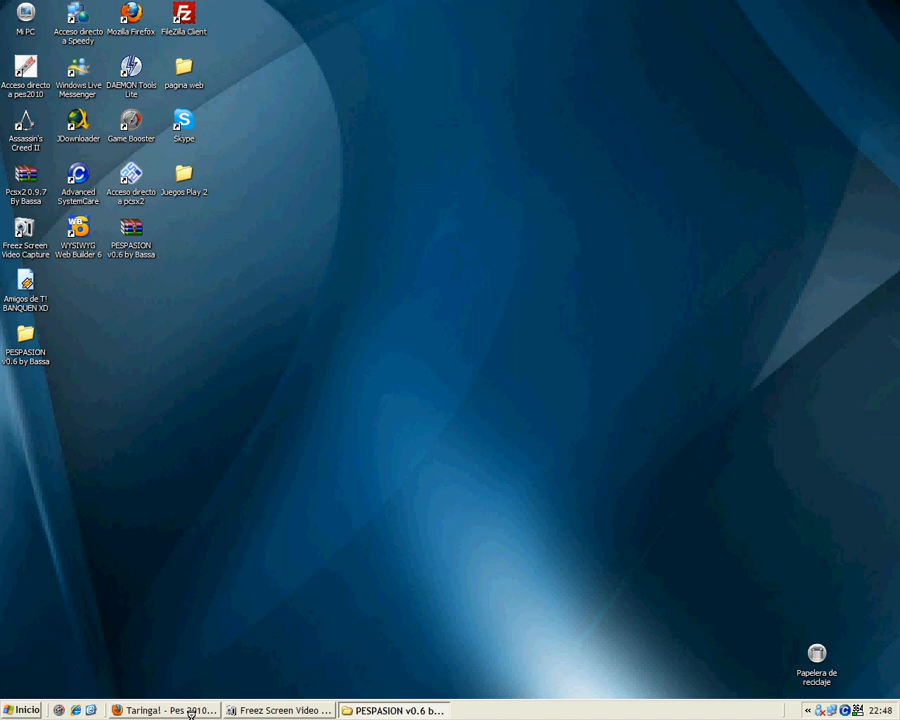 Mi PC
Acceso directo
a Speedy
Mozilla Firefox
FileZilla Client
Acceso directo
a pes2010
Windows Live
Messenger
DAEMON Tools
Lite
pagina web
Assassin's
Creed II
JDownloader
Game Booster
Skype
Pcsx2 0.9.7
By Bassa
Advanced
SystemCare
Acceso directo
a pcsx2
Juegos Play 2
Freez Screen
Video Capture
WYSIWYG
Web Builder 6
PESPASION
v0.6 by Bassa
Amigos de T!
BANQUEN XD
PESPASION
v0.6 by Bassa
Papelera de
reciclaje
Inicio
Taringa! - Pes 2010...
Freez Screen Video ...
PESPASION v0.6 b...
22:48